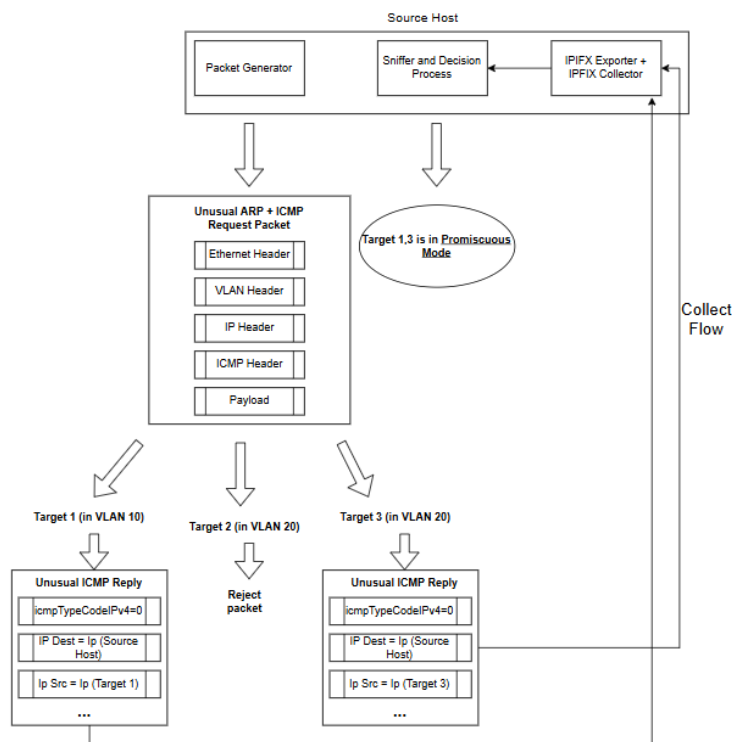 Source Host
Packet Generator
Sniffer and Decision
Process
IPIFX Exporter +
IPFIX Collector
Unusual ARP + ICMP
Request Packet
Ethernet Header
VLAN Header
IP Header
ICMP Header
Payload
Target 1,3 is in Promiscuous
Mode
Collect
Flow
Target 1 (in VLAN 10)
Target 2 (in VLAN 20)
Target 3 (in VLAN 20)
Unusual ICMP Reply
icmpTypeCodeIPv4=0
IP Dest = Ip (Source
Host)
Ip Src = Ip (Target 1)
...
Reject
packet
Unusual ICMP Reply
icmpTypeCodeIPv4=0
IP Dest = Ip (Source
Host)
Ip Src = Ip (Target 3)
...